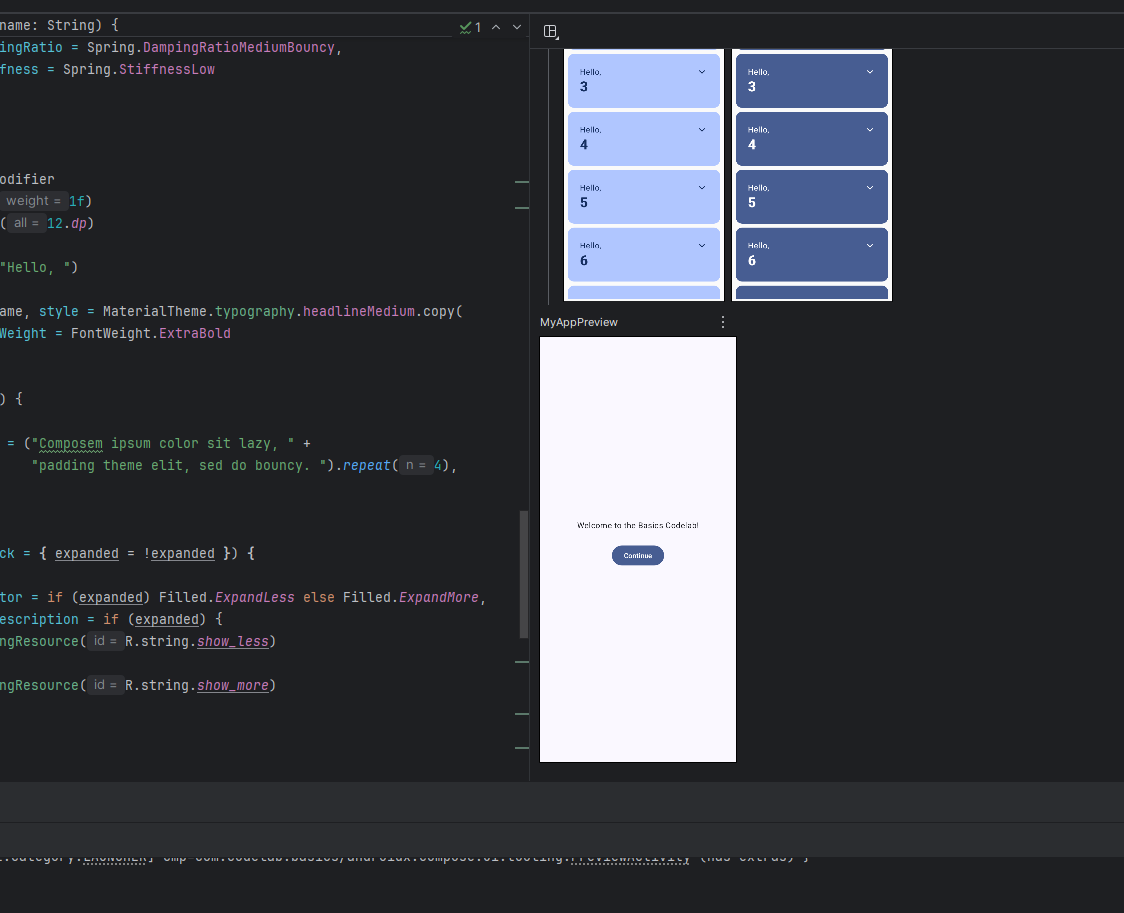 name: String) {
1
ingRatio = Spring.DampingRatioMediumBouncy,
fness = Spring.StiffnessLow
odifier
weight = 1f)
( all = 12.dp)
"Hello, ")
ame, style = MaterialTheme.typography.headlineMedium.copy(
Weight = FontWeight.ExtraBold
) {
= ("Composem ipsum color sit lazy, " +
"padding theme elit, sed do bouncy. ").repeat( n = 4),
ck = { expanded = !expanded }) {
tor = if (expanded) Filled.ExpandLess else Filled.ExpandMore,
escription = if (expanded) {
ngResource( id = R.string.show_less)
ngResource( id = R.string.show_more)
Hello,
3
Hello,
4
Hello,
5
Hello,
6
Hello,
3
Hello,
4
Hello,
5
Hello,
6
MyAppPreview
Welcome to the Basics Codelab!
Continue